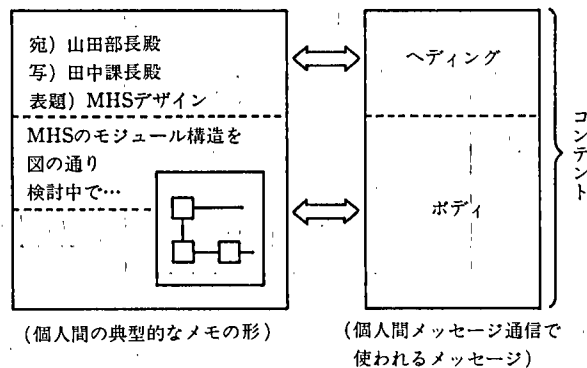 宛）山田部長殿
写）田中課長殿
表題）MHSデザイン
MHSのモジュール構造を
図の通り
検討中で…
(個人間の典型的なメモの形)
ヘディング
ボディ
コンテント
(個人間メッセージ通信で
使われるメッセージ)